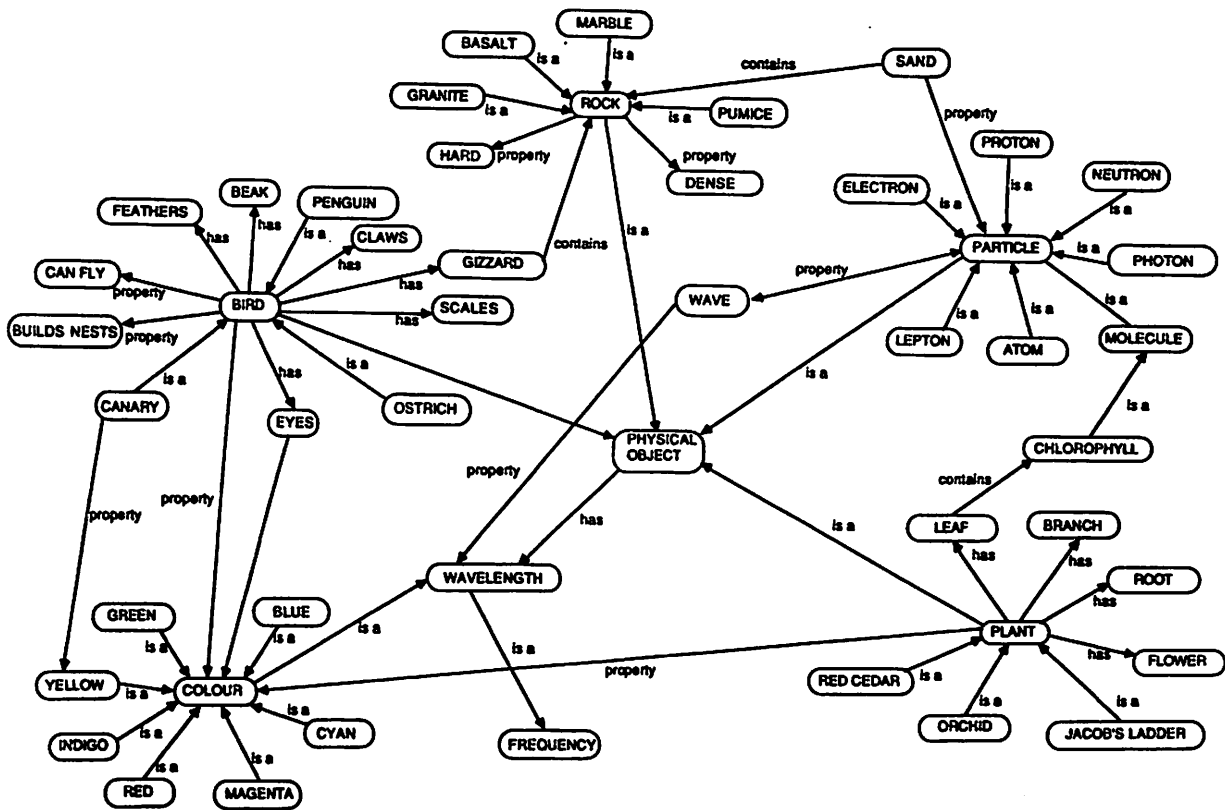 MARBLE
BASALT
is a
is a
contains
SAND
GRANITE
is a
ROCK
is a
PUMICE
property
HARD
property
property
DENSE
PROTON
is a
ELECTRON
is a
NEUTRON
is a
BEAK
FEATHERS
has
has
PENGUIN
is a
CLAWS
has
contains
is a
PARTICLE
is a
PHOTON
CAN FLY
property
GIZZARD
has
property
WAVE
is a
BIRD
SCALES
has
BUILDS NESTS
property
LEPTON
is a
is a
ATOM
MOLECULE
is a
has
is a
is a
is a
CANARY
EYES
OSTRICH
PHYSICAL
OBJECT
CHLOROPHYLL
property
property
property
contains
has
is a
LEAF
BRANCH
has
has
WAVELENGTH
ROOT
has
GREEN
is a
BLUE
is a
is a
is a
PLANT
property
has
FLOWER
YELLOW
is a
COLOUR
RED CEDAR
is a
is a
CYAN
is a
is a
INDIGO
is a
FREQUENCY
ORCHID
JACOB'S LADDER
is a
is a
RED
MAGENTA